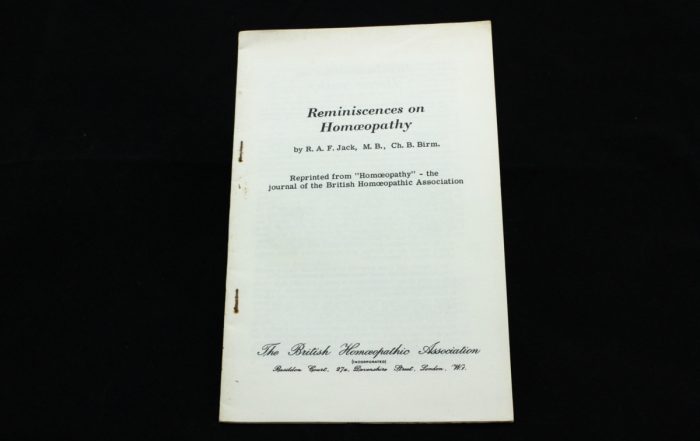 Reminiscences on
Homœopathy
by R. A. F. Jack, M. B., Ch. B. Birm.
Reprinted from "Homœopathy" - the
journal of the British Homœopathic Association
The British Homœopathic Association
(INCORPORATED)
Basildon Court, 27a, Devonshire Street, London, W.1.